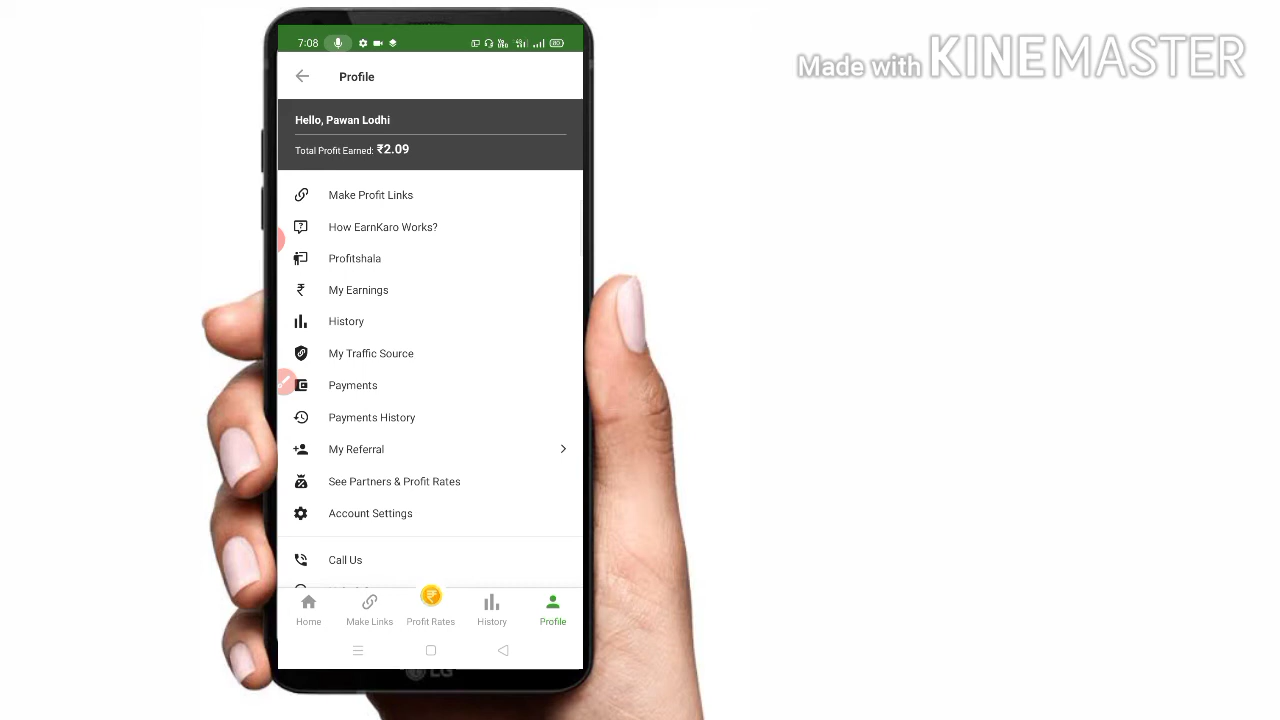 Made with KINEMASTER
7:08
Profile
Hello, Pawan Lodhi
Total Profit Earned: ₹2.09
Make Profit Links
How EarnKaro Works?
Profitshala
My Earnings
History
My Traffic Source
Payments
Payments History
My Referral
See Partners & Profit Rates
Account Settings
Call Us
Home
Make Links
Profit Rates
History
Profile
LG